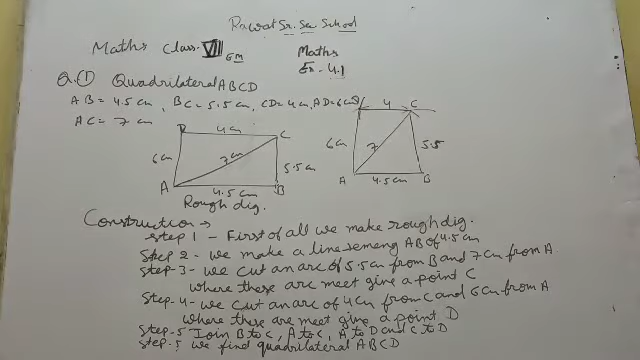 Rawat Sr. Sec School
Maths Class. VIII EM
Maths
Ex-4.1
Q.① Quadrilateral ABCD
AB = 4.5 cm, BC = 5.5 cm, CD = 4 cm, AD = 6 cm
AC = 7 cm
D 4 cm C
6 cm 7 cm 5.5 cm
A 4.5 cm B
Rough dig.
4 C
6 cm 7 5.5
A 4.5 cm B
Construction →
Step 1 - First of all we make rough dig.
Step 2 - we make a line semeng AB of 4.5 cm
Step-3 - we cut an arc of 5.5 cm from B and 7 cm from A
where these are meet give a point C
Step-4 - we cut an arc of 4 cm from C and 6 cm from A
where these are meet give a point D
Step-5 Join B to C, A to C, A to D and C to D
Step-5 we find quadrilateral ABCD